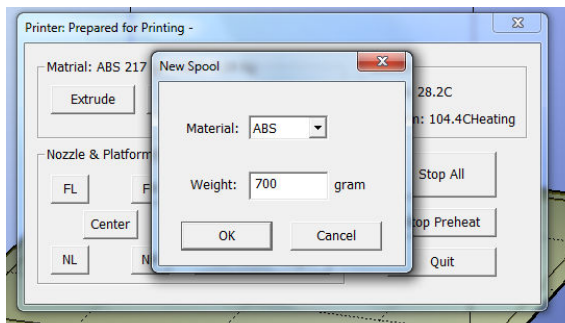 Printer: Prepared for Printing -
Matrial: ABS 217
New Spool
Extrude
28.2C
104.4CHeating
Material: ABS
Nozzle & Platform
Weight: 700 gram
Stop All
FL
Center
OK
Cancel
Preheat
NL
Quit